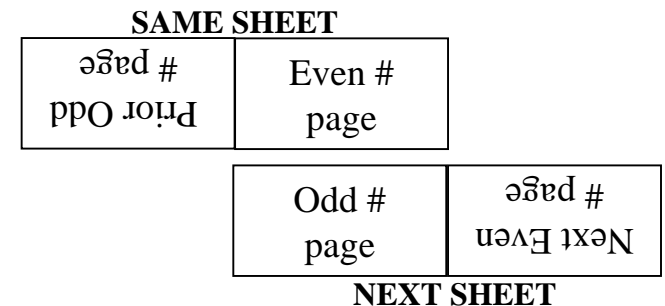 SAME SHEET
Prior Odd
# page
Even #
page
Odd #
page
Next Even
# page
NEXT SHEET